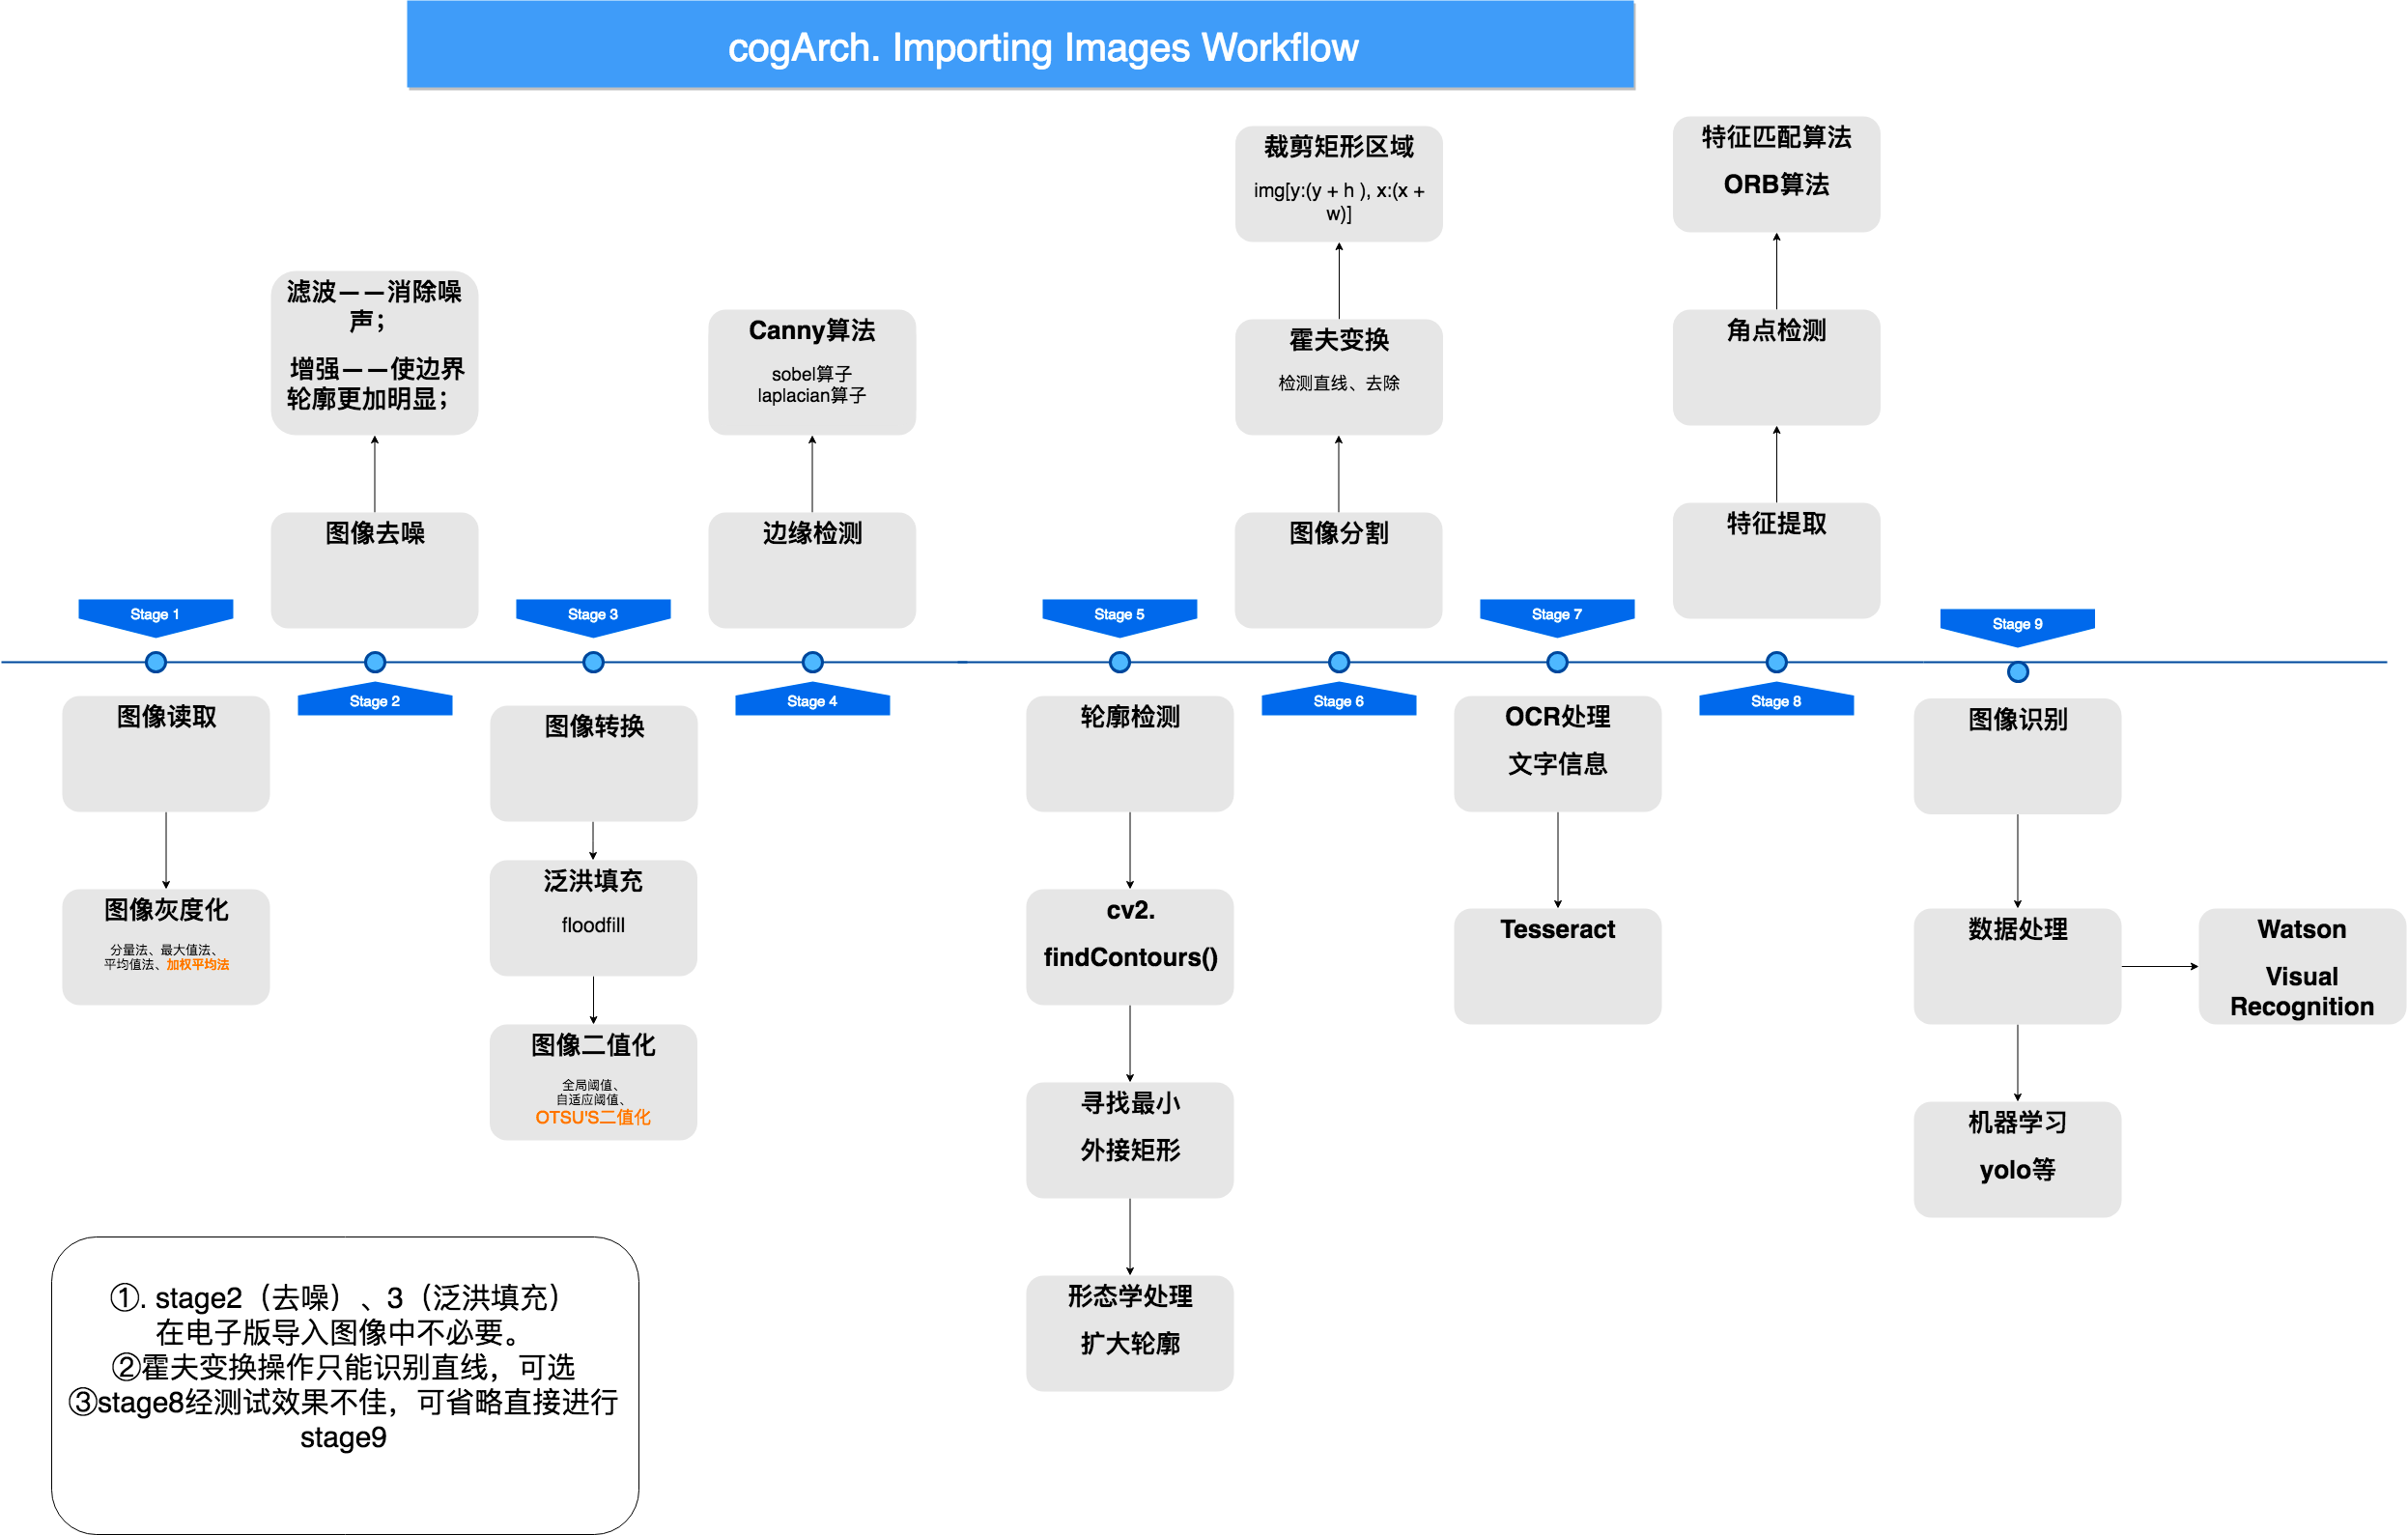 cogArch. Importing Images Workflow
裁剪矩形区域
img[y:(y + h ), x:(x +
w)]
特征匹配算法
ORB算法
滤波——消除噪
声；
增强——使边界
轮廓更加明显；
Canny算法
sobel算子
laplacian算子
霍夫变换
检测直线、去除
角点检测
图像去噪
边缘检测
图像分割
特征提取
Stage 1
Stage 3
Stage 5
Stage 7
Stage 9
Stage 2
Stage 4
Stage 6
Stage 8
图像读取
图像转换
轮廓检测
OCR处理
文字信息
图像识别
图像灰度化
分量法、最大值法、
平均值法、加权平均法
泛洪填充
floodfill
cv2.
findContours()
Tesseract
数据处理
Watson
Visual
Recognition
图像二值化
全局阈值、
自适应阈值、
OTSU'S二值化
寻找最小
外接矩形
机器学习
yolo等
形态学处理
扩大轮廓
①. stage2（去噪）、3（泛洪填充）
在电子版导入图像中不必要。
②霍夫变换操作只能识别直线，可选
③stage8经测试效果不佳，可省略直接进行
stage9